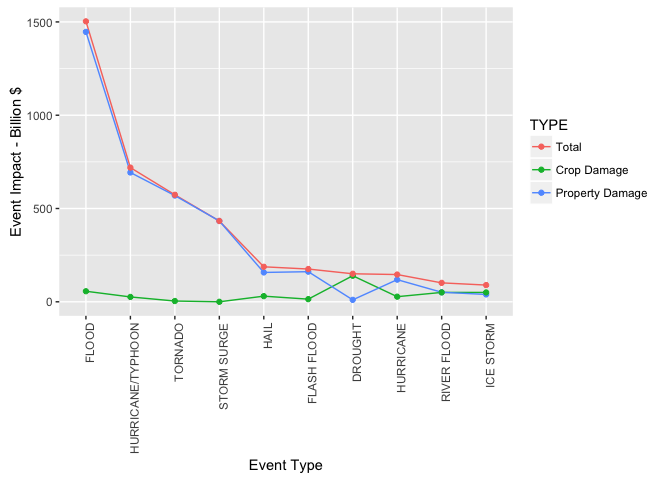 1500
1000
500
0
Event Impact - Billion $
FLOOD
HURRICANE/TYPHOON
TORNADO
STORM SURGE
HAIL
FLASH FLOOD
DROUGHT
HURRICANE
RIVER FLOOD
ICE STORM
Event Type
TYPE
Total
Crop Damage
Property Damage